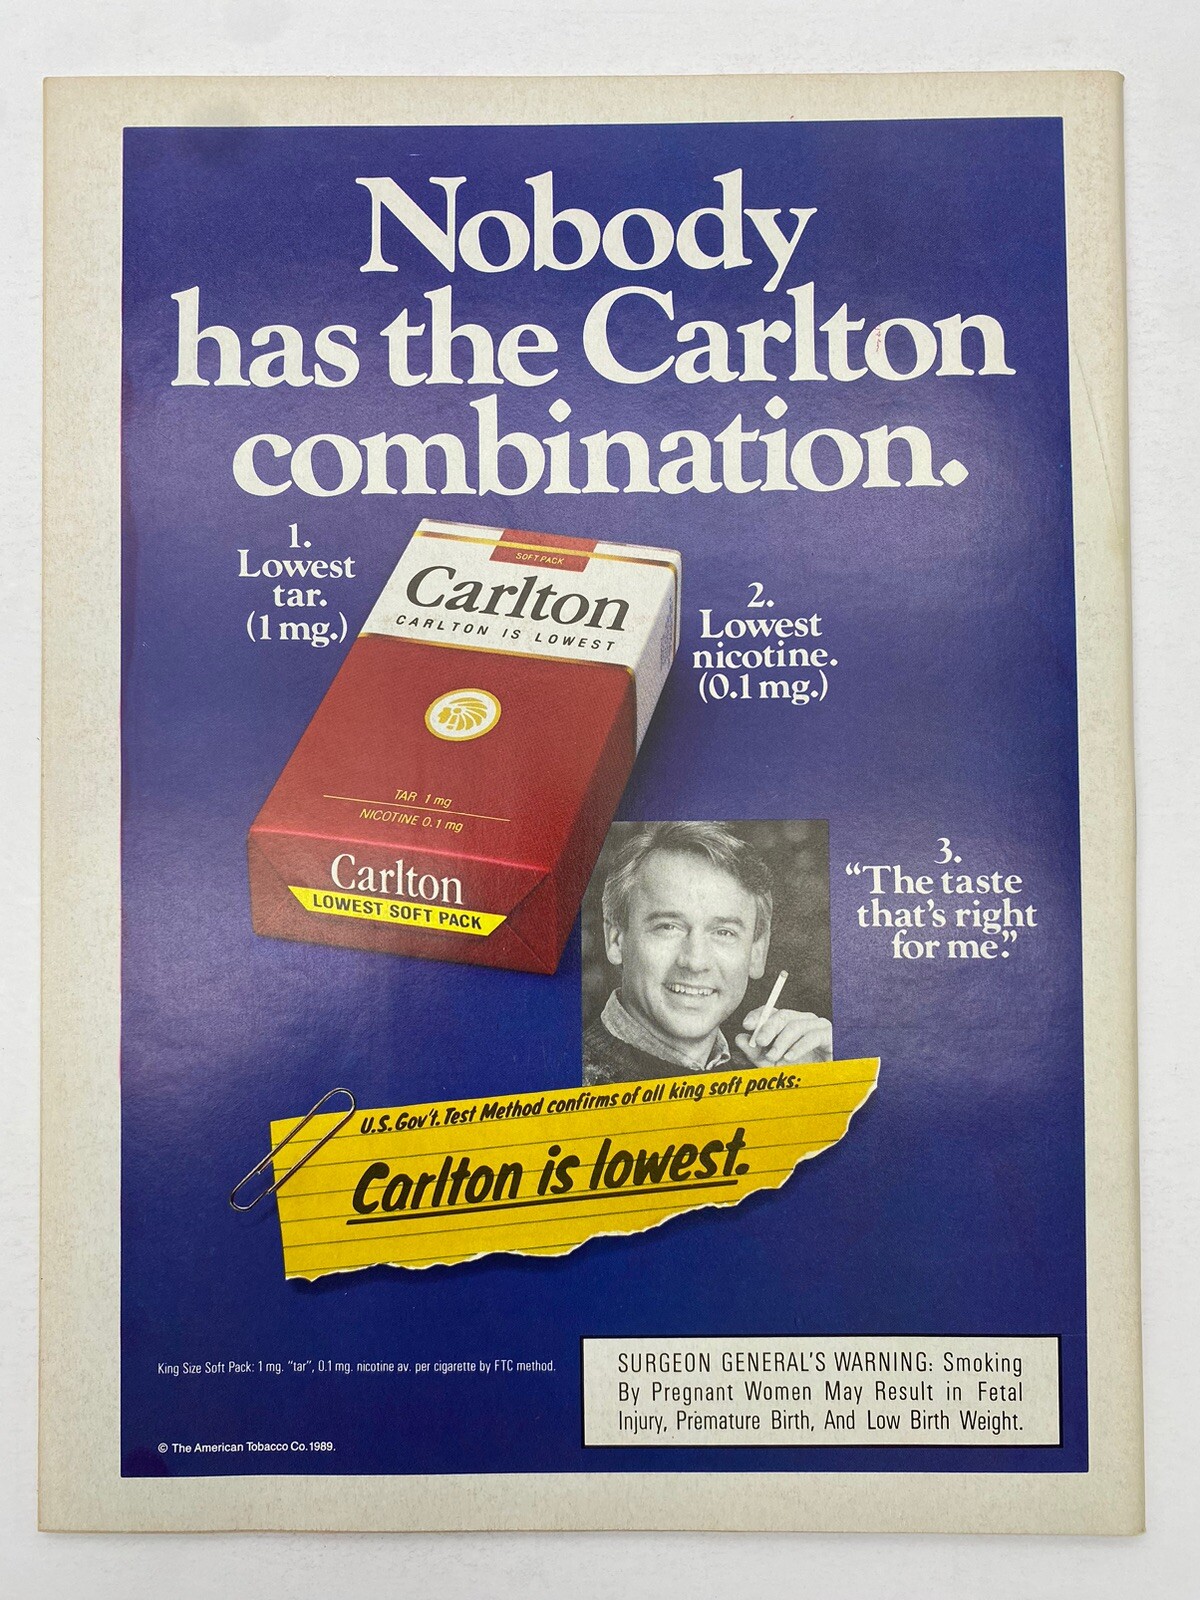 Nobody
has the Carlton
combination.
1.
Lowest
tar.
(1 mg.)
SOFT PACK
Carlton
CARLTON IS LOWEST
TAR 1 mg
NICOTINE 0.1 mg
Carlton
LOWEST SOFT PACK
2.
Lowest
nicotine.
(0.1 mg.)
3.
“The taste
that’s right
for me.”
U.S. Gov’t. Test Method confirms of all king soft packs:
Carlton is lowest.
King Size Soft Pack: 1 mg. “tar”, 0.1 mg. nicotine av. per cigarette by FTC method.
© The American Tobacco Co. 1989.
SURGEON GENERAL’S WARNING: Smoking
By Pregnant Women May Result in Fetal
Injury, Premature Birth, And Low Birth Weight.